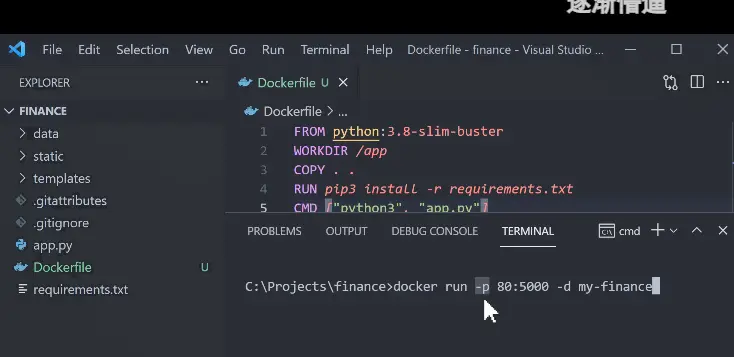 逐渐懵逼
File Edit Selection View Go Run Terminal Help Dockerfile - finance - Visual Studio ...
EXPLORER ...
Dockerfile U
FINANCE
Dockerfile > ...
data
static
templates
.gitattributes
.gitignore
app.py
Dockerfile U
requirements.txt
1 FROM python:3.8-slim-buster
2 WORKDIR /app
3 COPY . .
4 RUN pip3 install -r requirements.txt
5 CMD ["python3", "app.py"]
PROBLEMS OUTPUT DEBUG CONSOLE TERMINAL cmd
C:\Projects\finance>docker run -p 80:5000 -d my-finance